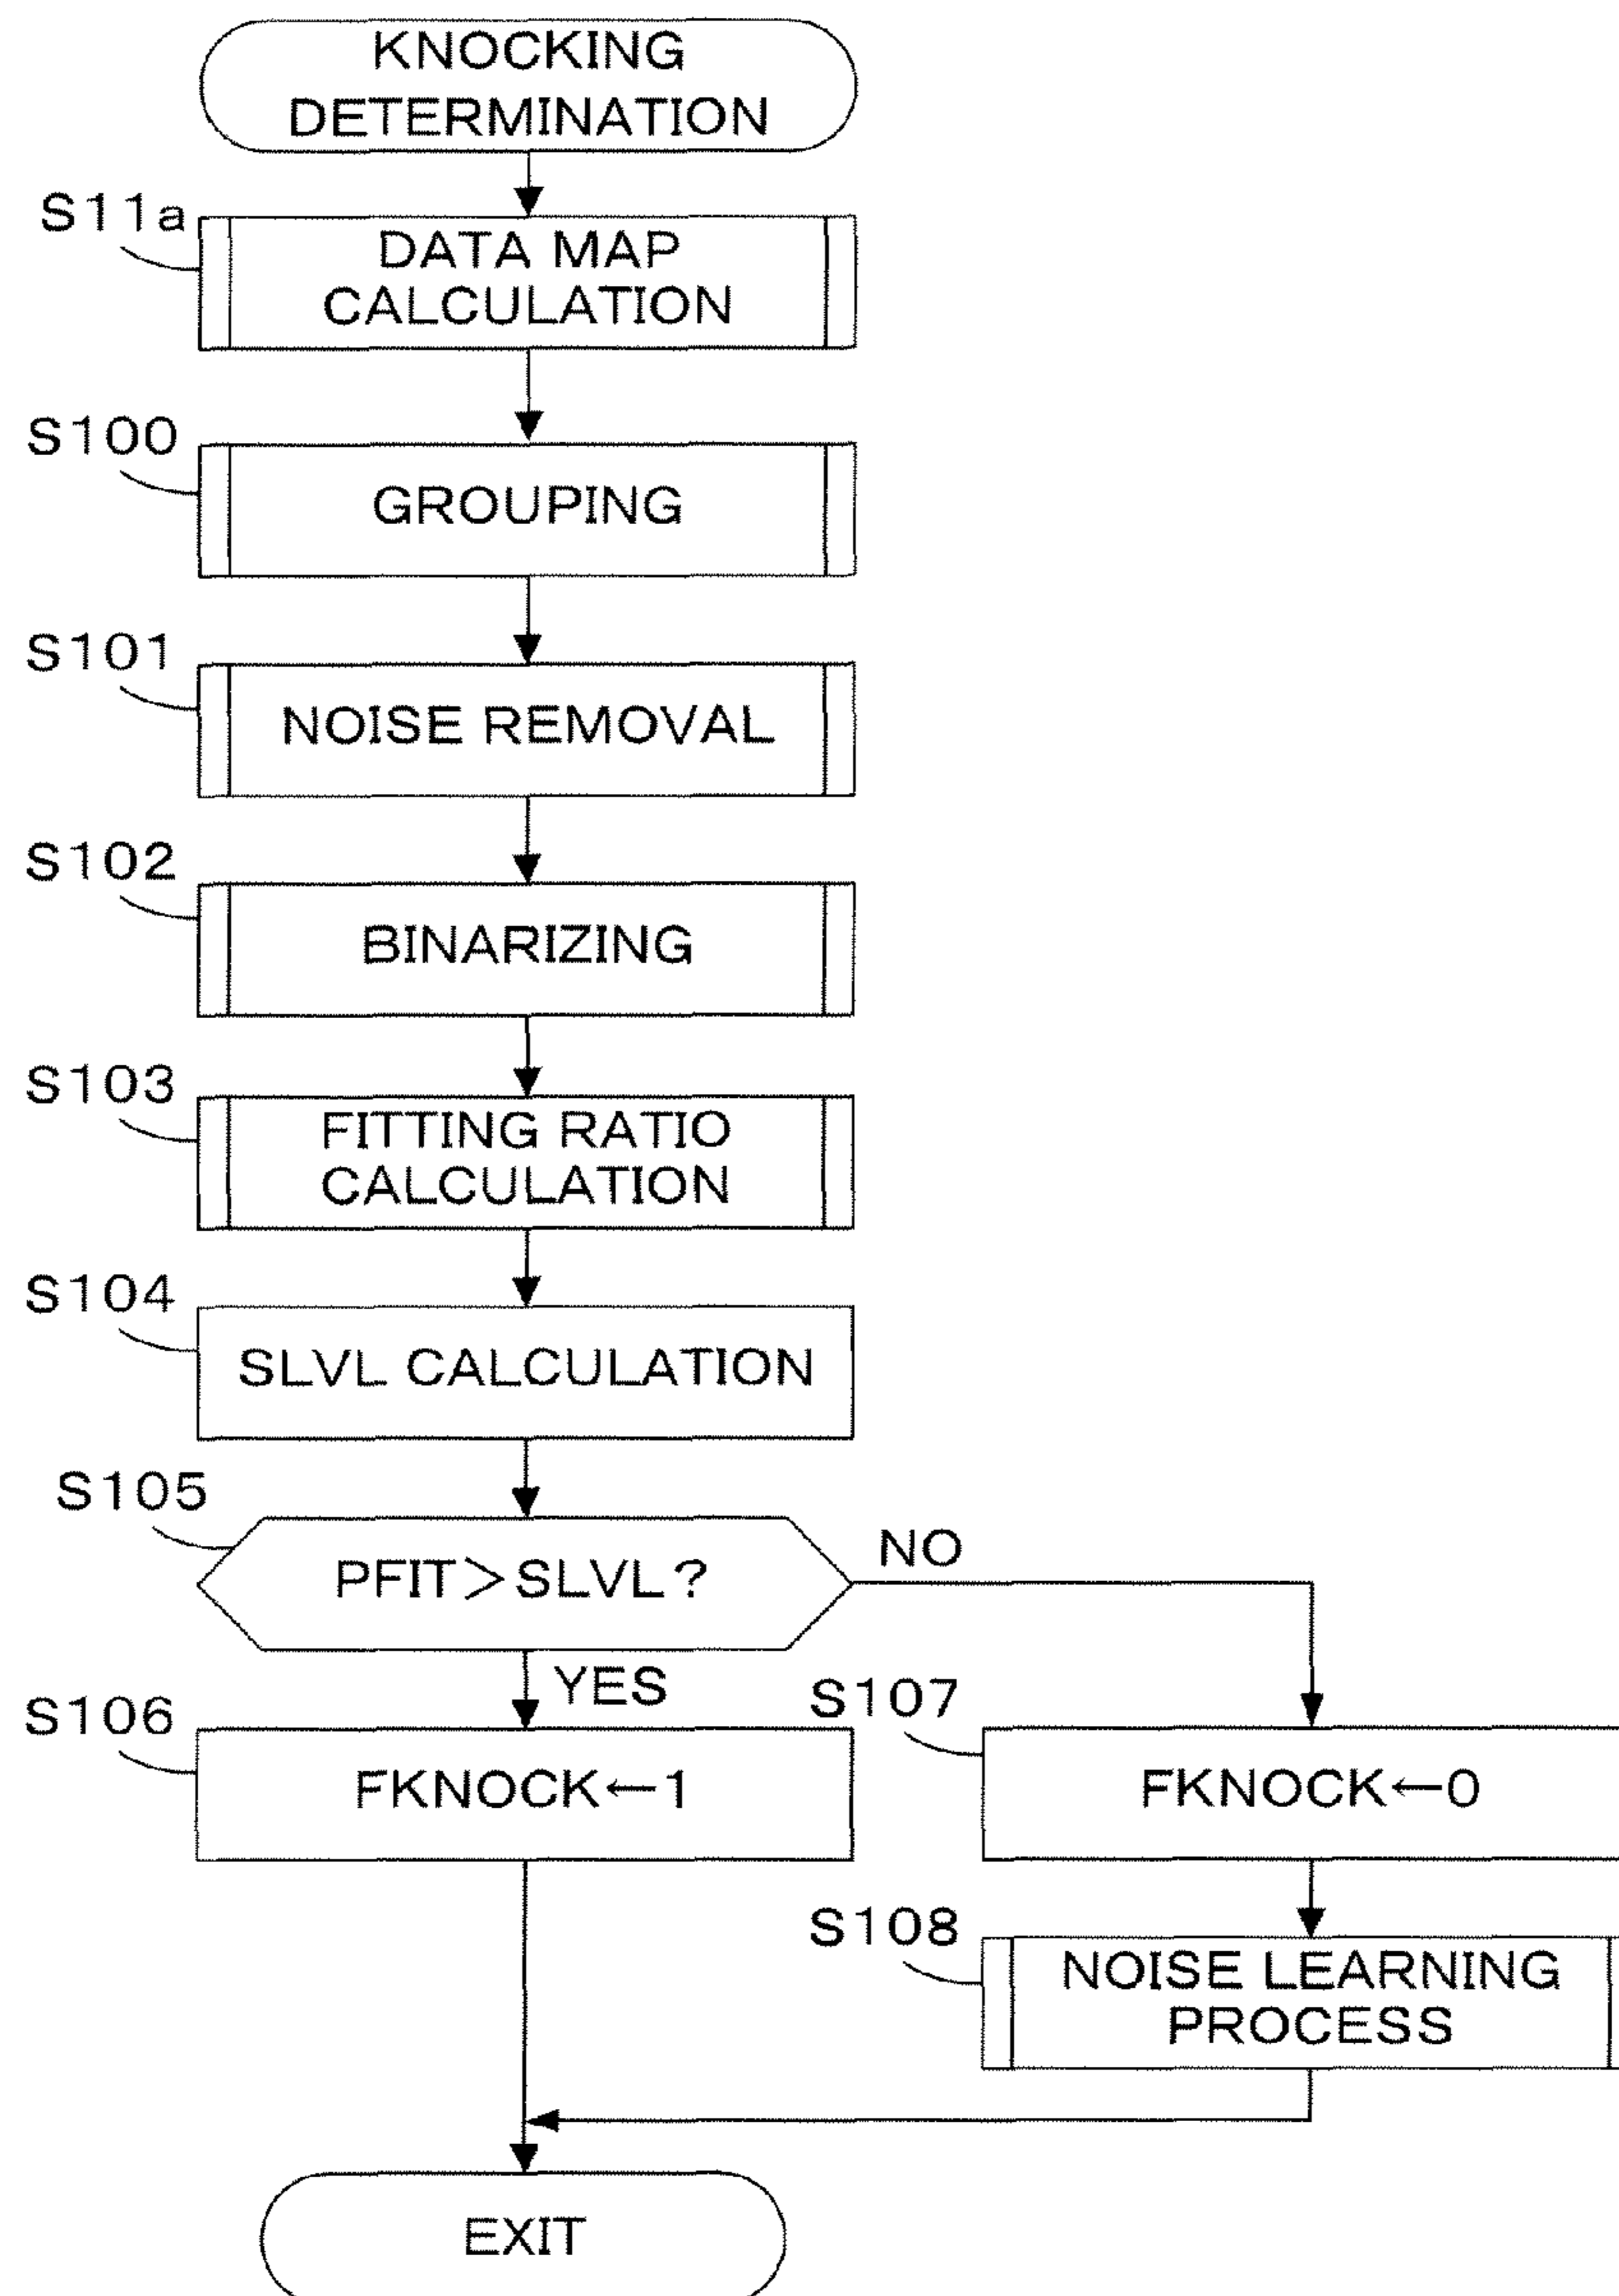 KNOCKING
DETERMINATION
S11a
DATA MAP
CALCULATION
S100
GROUPING
S101
NOISE REMOVAL
S102
BINARIZING
S103
FITTING RATIO
CALCULATION
S104
SLVL CALCULATION
S105
PFIT>SLVL?
NO
YES
S106
FKNOCK←1
S107
FKNOCK←0
S108
NOISE LEARNING
PROCESS
EXIT